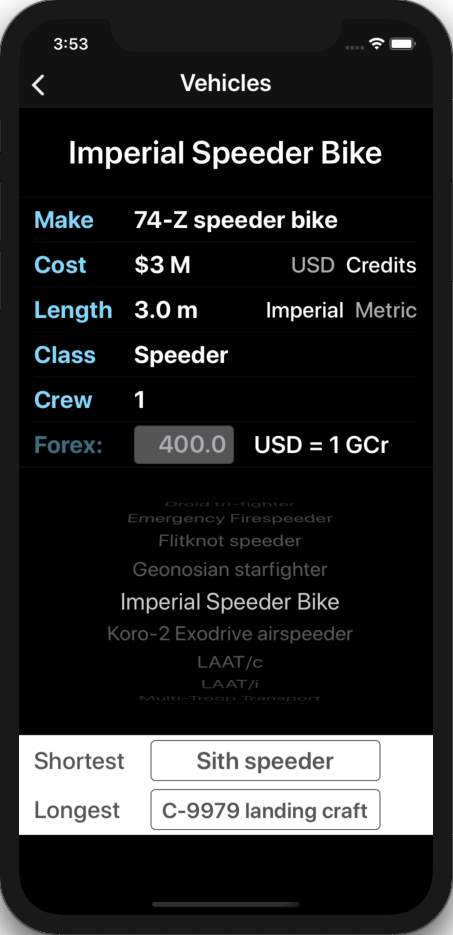 3:53
Vehicles
Imperial Speeder Bike
Make 74-Z speeder bike
Cost $3 M USD Credits
Length 3.0 m Imperial Metric
Class Speeder
Crew 1
Forex: 400.0 USD = 1 GCr
Droid tri-fighter
Emergency Firespeeder
Flitknot speeder
Geonosian starfighter
Imperial Speeder Bike
Koro-2 Exodrive airspeeder
LAAT/c
LAAT/i
Multi-Troop Transport
Shortest Sith speeder
Longest C-9979 landing craft